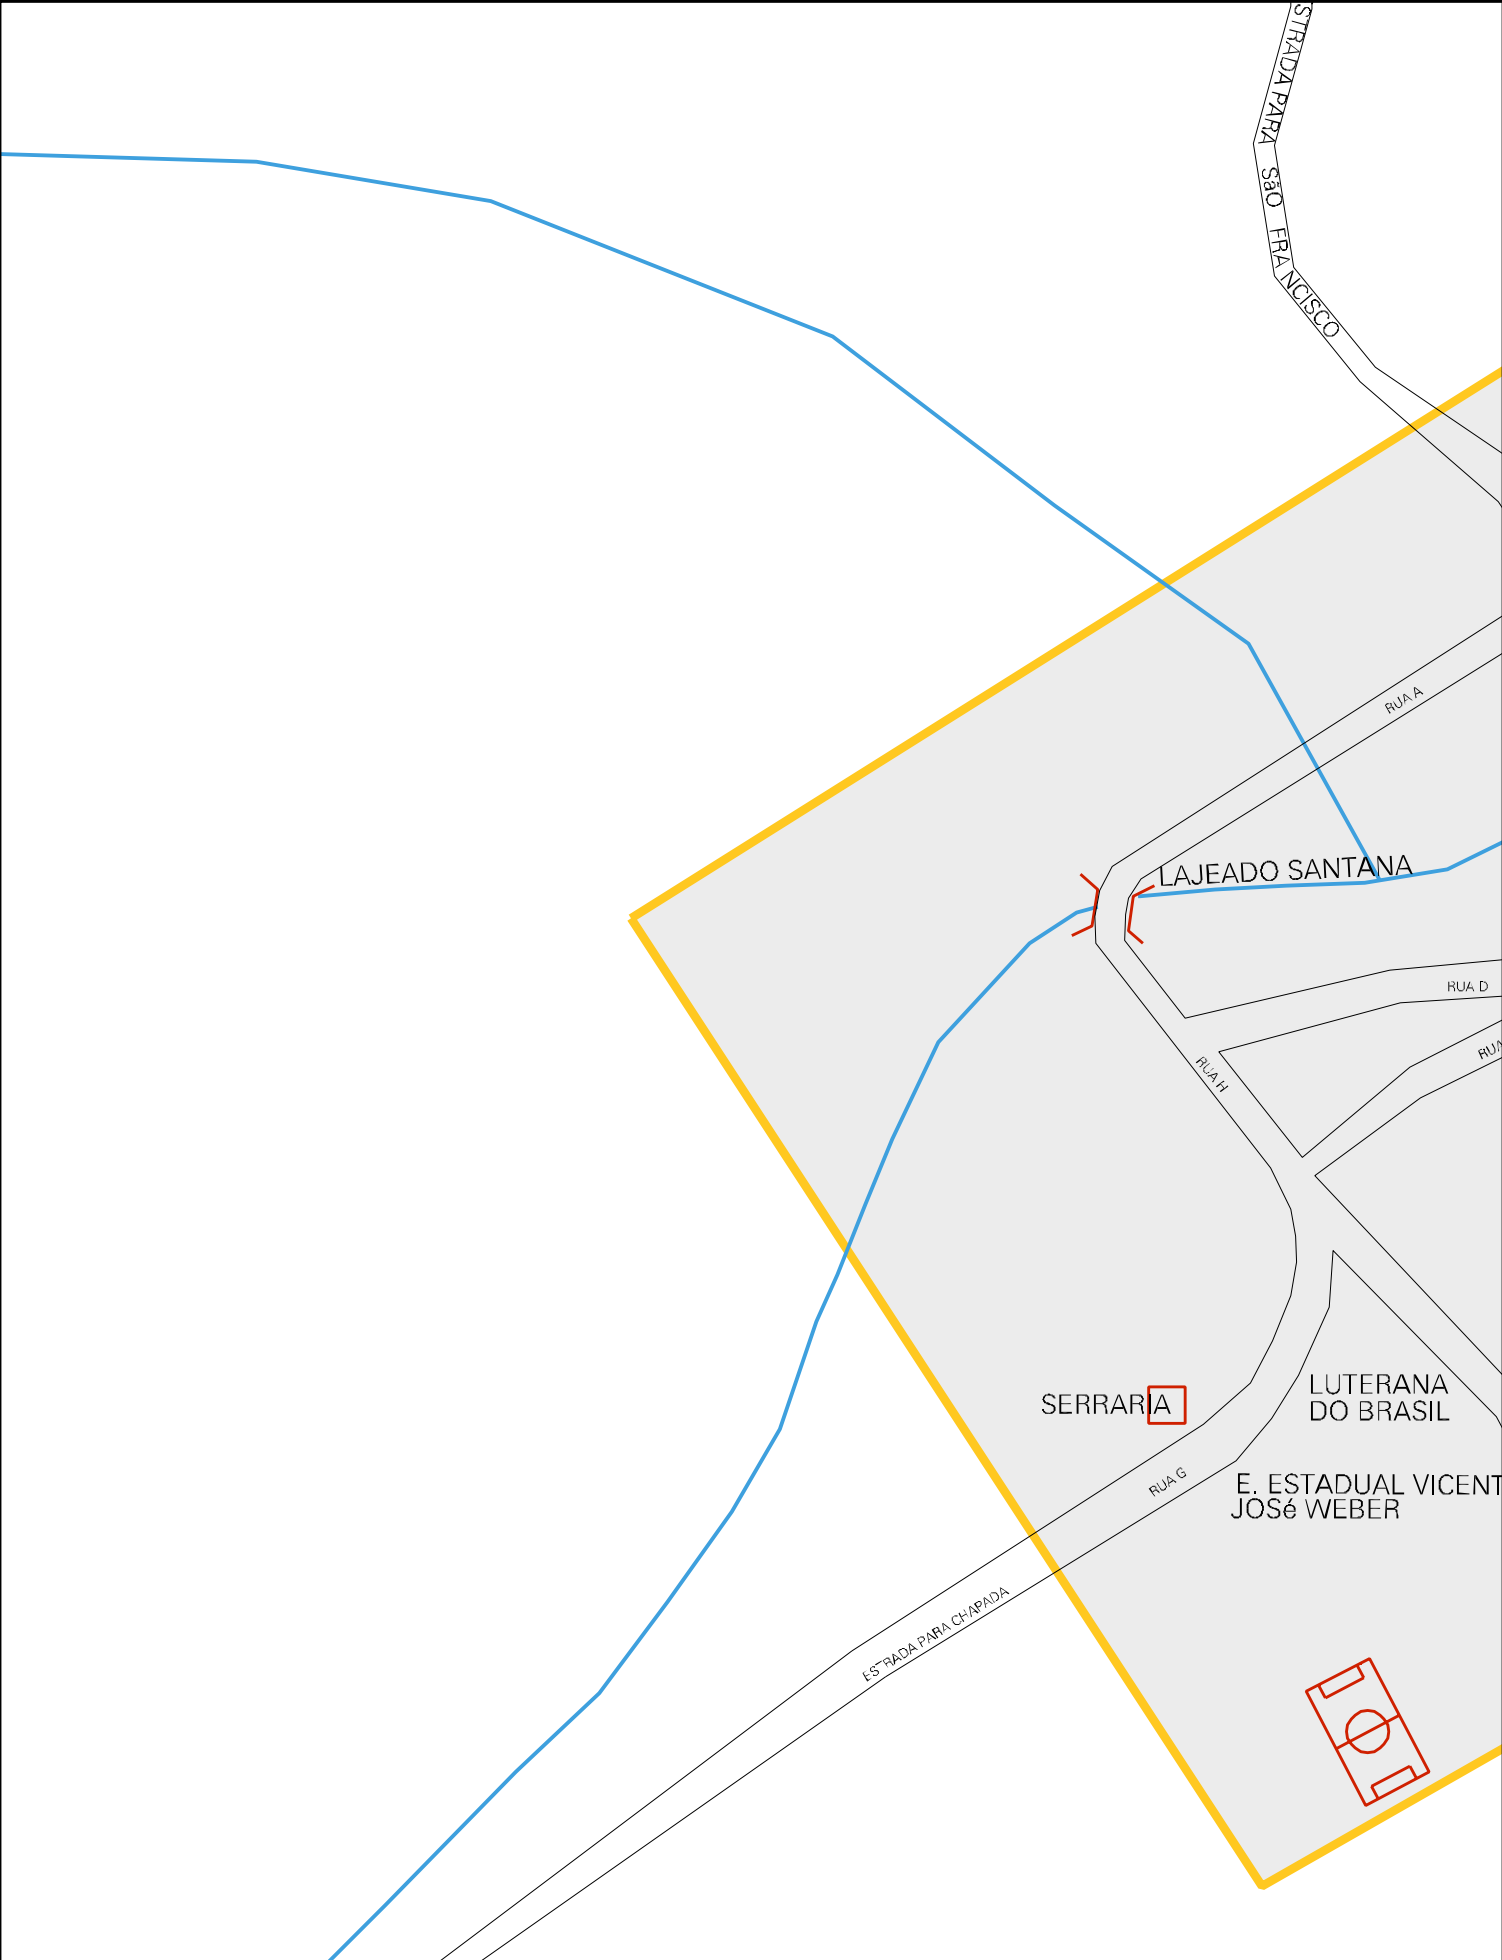 STRADA PARA SãO FRANCISCO
RUA A
LAJEADO SANTANA
RUA D
RUA
RUA H
LUTERANA
DO BRASIL
SERRARIA
RUA G
E. ESTADUAL VICENT
JOSé WEBER
ESTRADA PARA CHAPADA